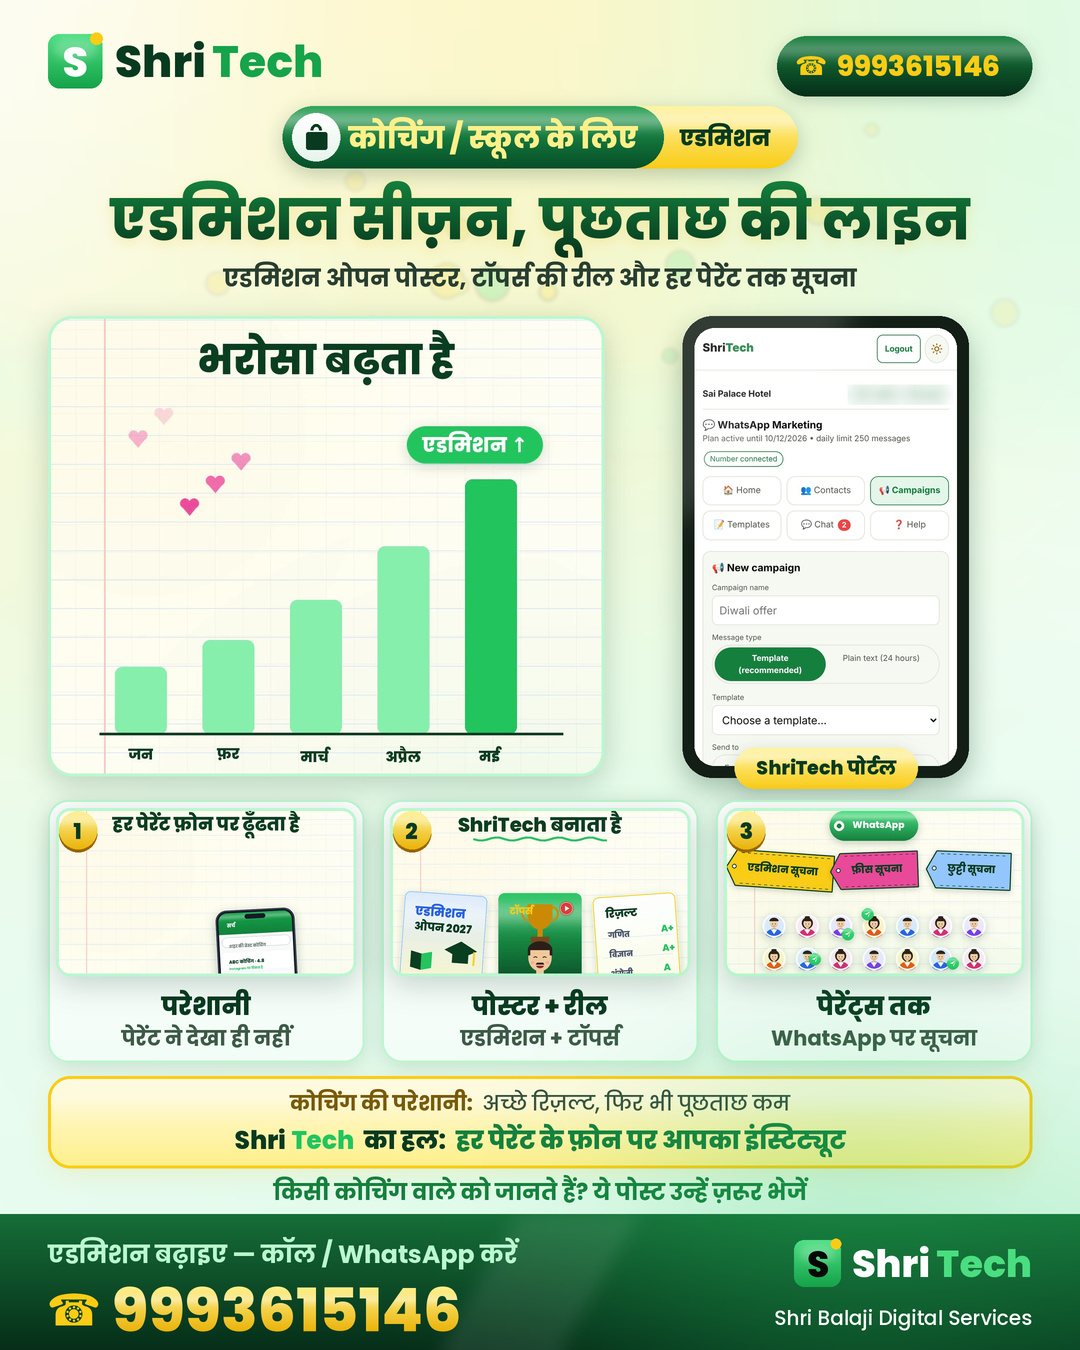 S Shri Tech
☎ 9993615146
कोचिंग / स्कूल के लिए
एडमिशन
एडमिशन सीज़न, पूछताछ की लाइन
एडमिशन ओपन पोस्टर, टॉपर्स की रील और हर पेरेंट तक सूचना
भरोसा बढ़ता है
एडमिशन ↑
जन फ़र मार्च अप्रैल मई
ShriTech
Logout
Sai Palace Hotel
💬 WhatsApp Marketing
Plan active until 10/12/2026 • daily limit 250 messages
Number connected
🏠 Home
👥 Contacts
📢 Campaigns
📝 Templates
💬 Chat 2
❓ Help
📢 New campaign
Campaign name
Diwali offer
Message type
Template
(recommended)
Plain text (24 hours)
Template
Choose a template...
Send to
ShriTech पोर्टल
1
हर पेरेंट फ़ोन पर ढूँढता है
सर्च
ABC कोचिंग · 4.8
परेशानी
पेरेंट ने देखा ही नहीं
2
ShriTech बनाता है
एडमिशन
ओपन 2027
टॉपर्स
रिज़ल्ट
गणित A+
विज्ञान A+
अंग्रेज़ी A
पोस्टर + रील
एडमिशन + टॉपर्स
3
WhatsApp
एडमिशन सूचना
फ़ीस सूचना
छुट्टी सूचना
पेरेंट्स तक
WhatsApp पर सूचना
कोचिंग की परेशानी: अच्छे रिज़ल्ट, फिर भी पूछताछ कम
Shri Tech का हल: हर पेरेंट के फ़ोन पर आपका इंस्टिट्यूट
किसी कोचिंग वाले को जानते हैं? ये पोस्ट उन्हें ज़रूर भेजें
एडमिशन बढ़ाइए — कॉल / WhatsApp करें
☎ 9993615146
S Shri Tech
Shri Balaji Digital Services